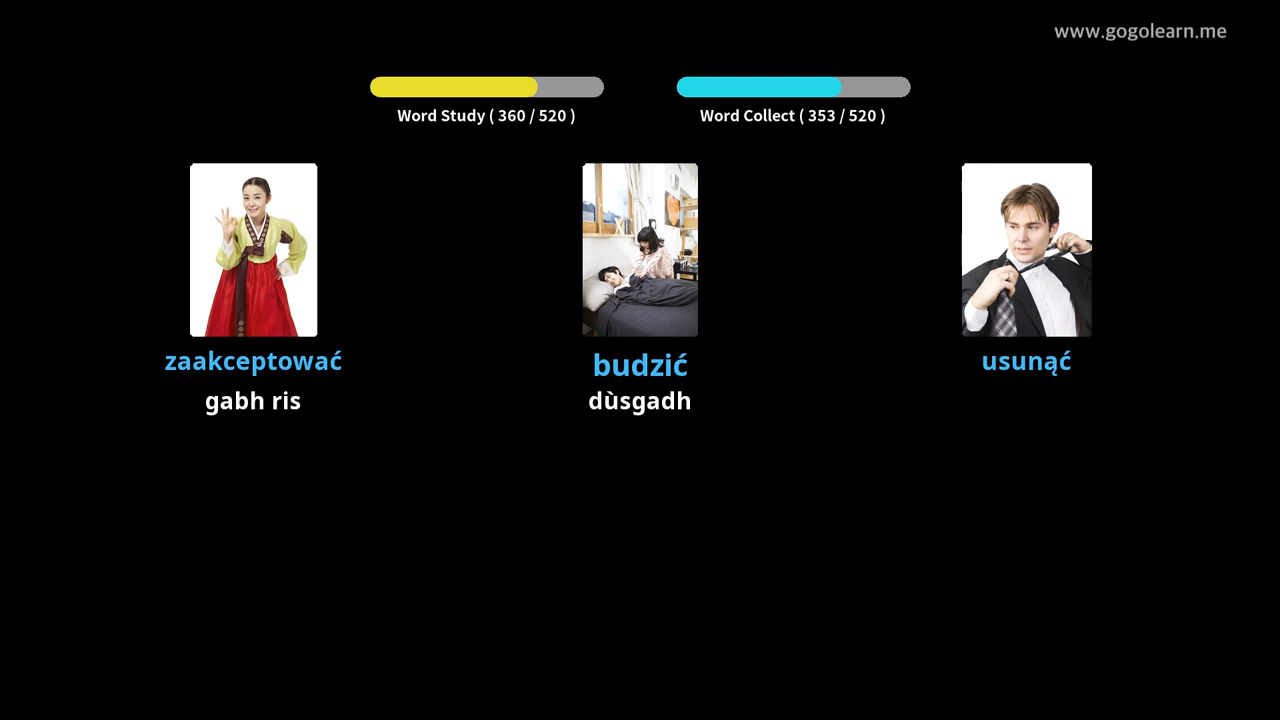 www.gogolearn.me
Word Study ( 360 / 520 )
Word Collect ( 353 / 520 )
zaakceptować
budzić
usunąć
gabh ris
dùsgadh